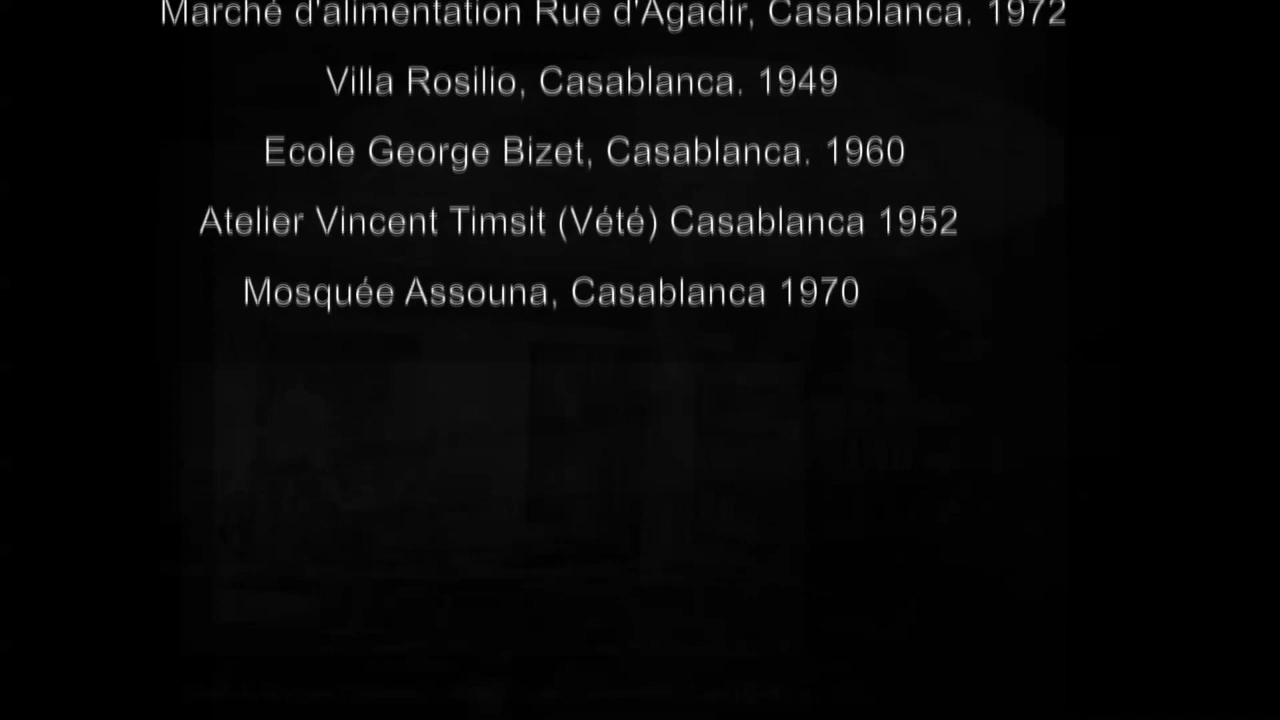 Marché d'alimentation Rue d'Agadir, Casablanca. 1972
Villa Rosilio, Casablanca. 1949
Ecole George Bizet, Casablanca. 1960
Atelier Vincent Timsit (Vété) Casablanca 1952
Mosquée Assouna, Casablanca 1970